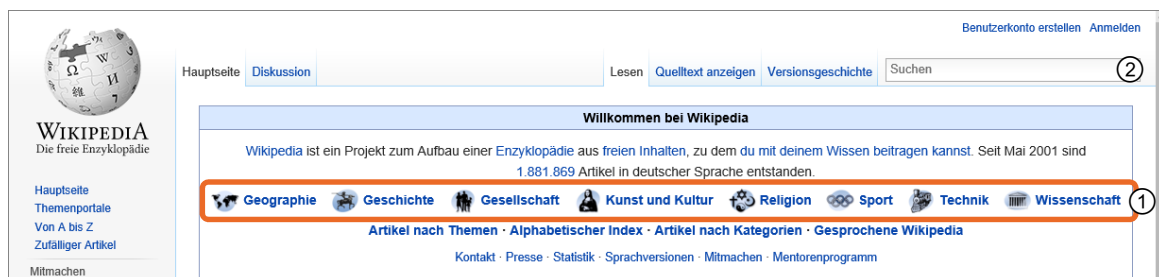 Benutzerkonto erstellen Anmelden
Hauptseite Diskussion Lesen Quelltext anzeigen Versionsgeschichte Suchen 2
WIKIPEDIA
Die freie Enzyklopädie
Willkommen bei Wikipedia
Wikipedia ist ein Projekt zum Aufbau einer Enzyklopädie aus freien Inhalten, zu dem du mit deinem Wissen beitragen kannst. Seit Mai 2001 sind
1.881.869 Artikel in deutscher Sprache entstanden.
Geographie Geschichte Gesellschaft Kunst und Kultur Religion Sport Technik Wissenschaft 1
Artikel nach Themen · Alphabetischer Index · Artikel nach Kategorien · Gesprochene Wikipedia
Kontakt · Presse · Statistik · Sprachversionen · Mitmachen · Mentorenprogramm
Hauptseite
Themenportale
Von A bis Z
Zufälliger Artikel
Mitmachen